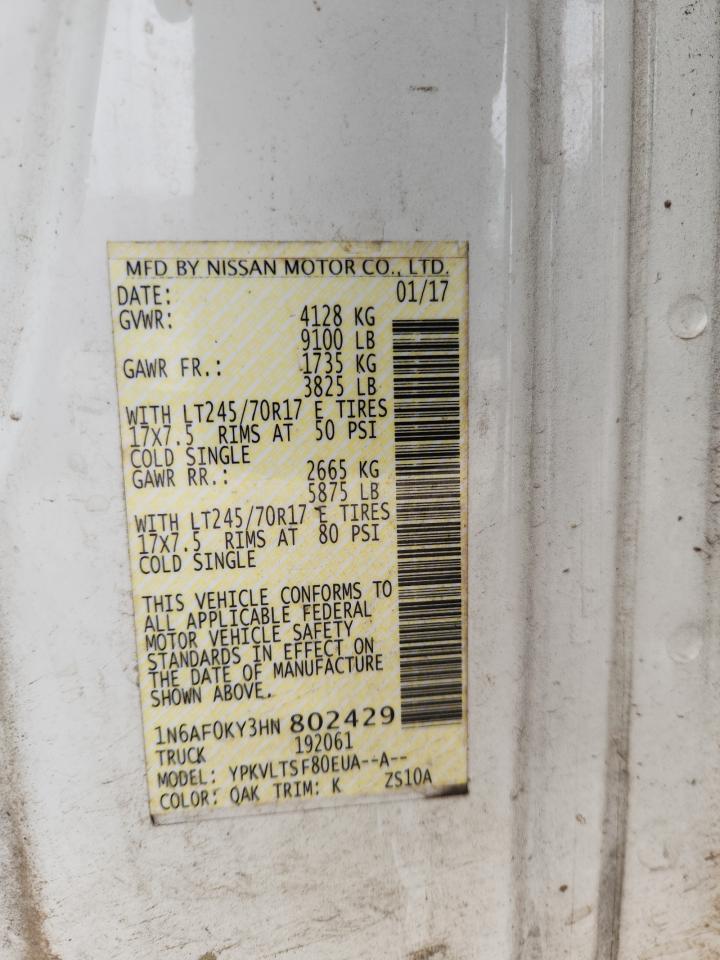 MFD BY NISSAN MOTOR CO., LTD.
DATE: 01/17
GVWR: 4128 KG
9100 LB
GAWR FR.: 1735 KG
3825 LB
WITH LT245/70R17 E TIRES
17X7.5 RIMS AT 50 PSI
COLD SINGLE
GAWR RR.: 2665 KG
5875 LB
WITH LT245/70R17 E TIRES
17X7.5 RIMS AT 80 PSI
COLD SINGLE
THIS VEHICLE CONFORMS TO
ALL APPLICABLE FEDERAL
MOTOR VEHICLE SAFETY
STANDARDS IN EFFECT ON
THE DATE OF MANUFACTURE
SHOWN ABOVE.
1N6AF0KY3HN 802429
TRUCK 192061
MODEL: YPKVLTSF80EUA--A--
COLOR: QAK TRIM: K ZS10A